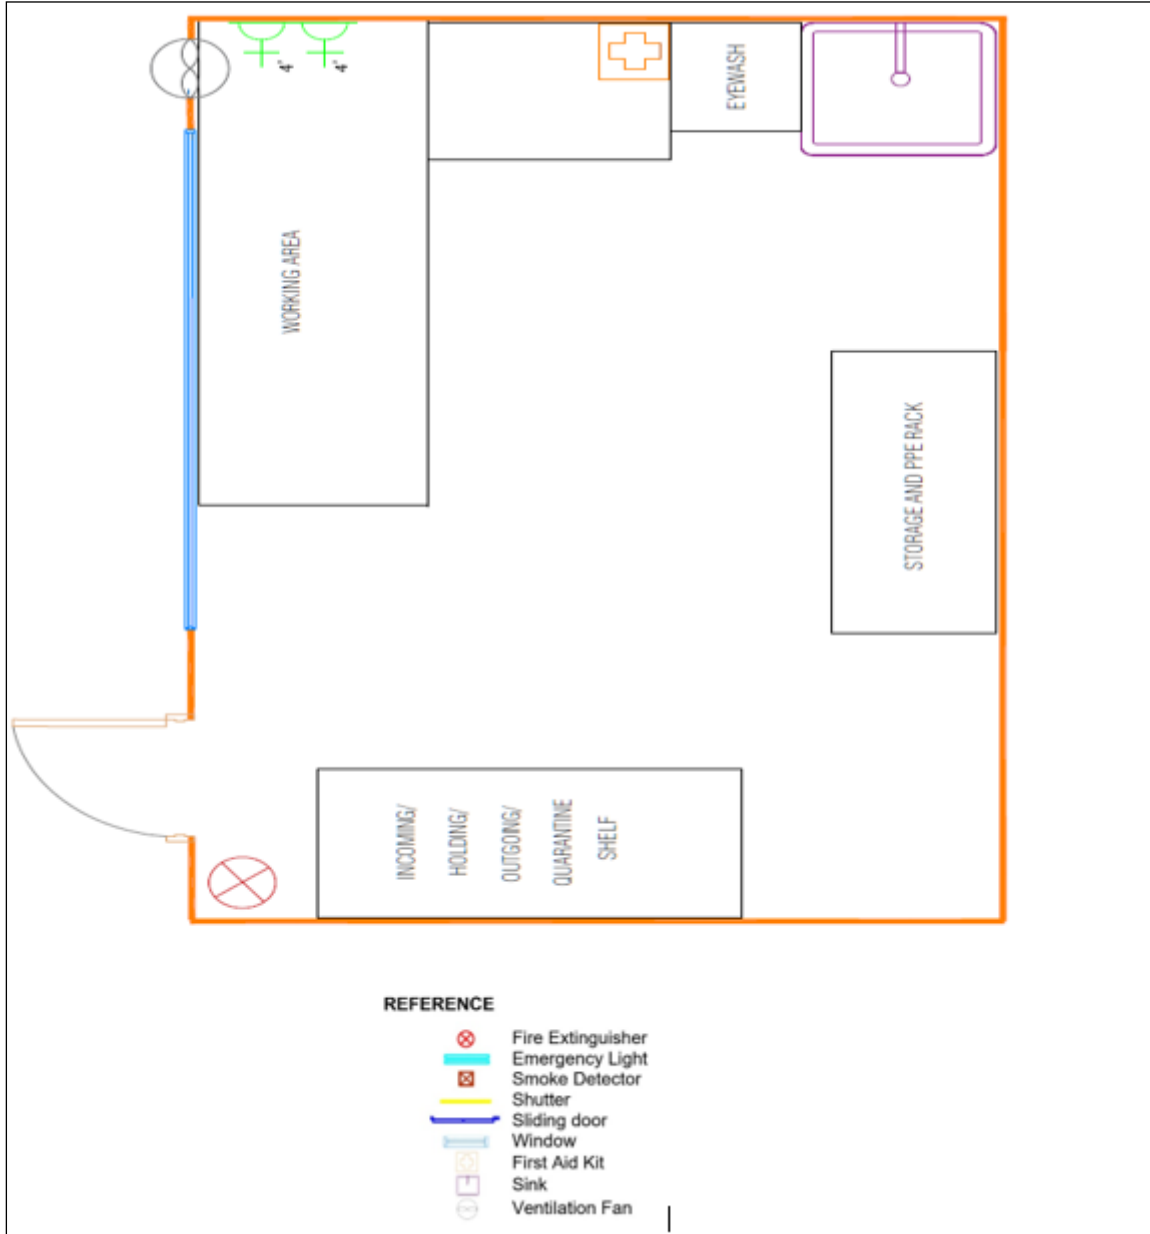 4"
4"
EYEWASH
WORKING AREA
STORAGE AND PPE RACK
INCOMING/
HOLDING/
OUTGOING/
QUARANTINE
SHELF
REFERENCE
Fire Extinguisher
Emergency Light
Smoke Detector
Shutter
Sliding door
Window
First Aid Kit
Sink
Ventilation Fan